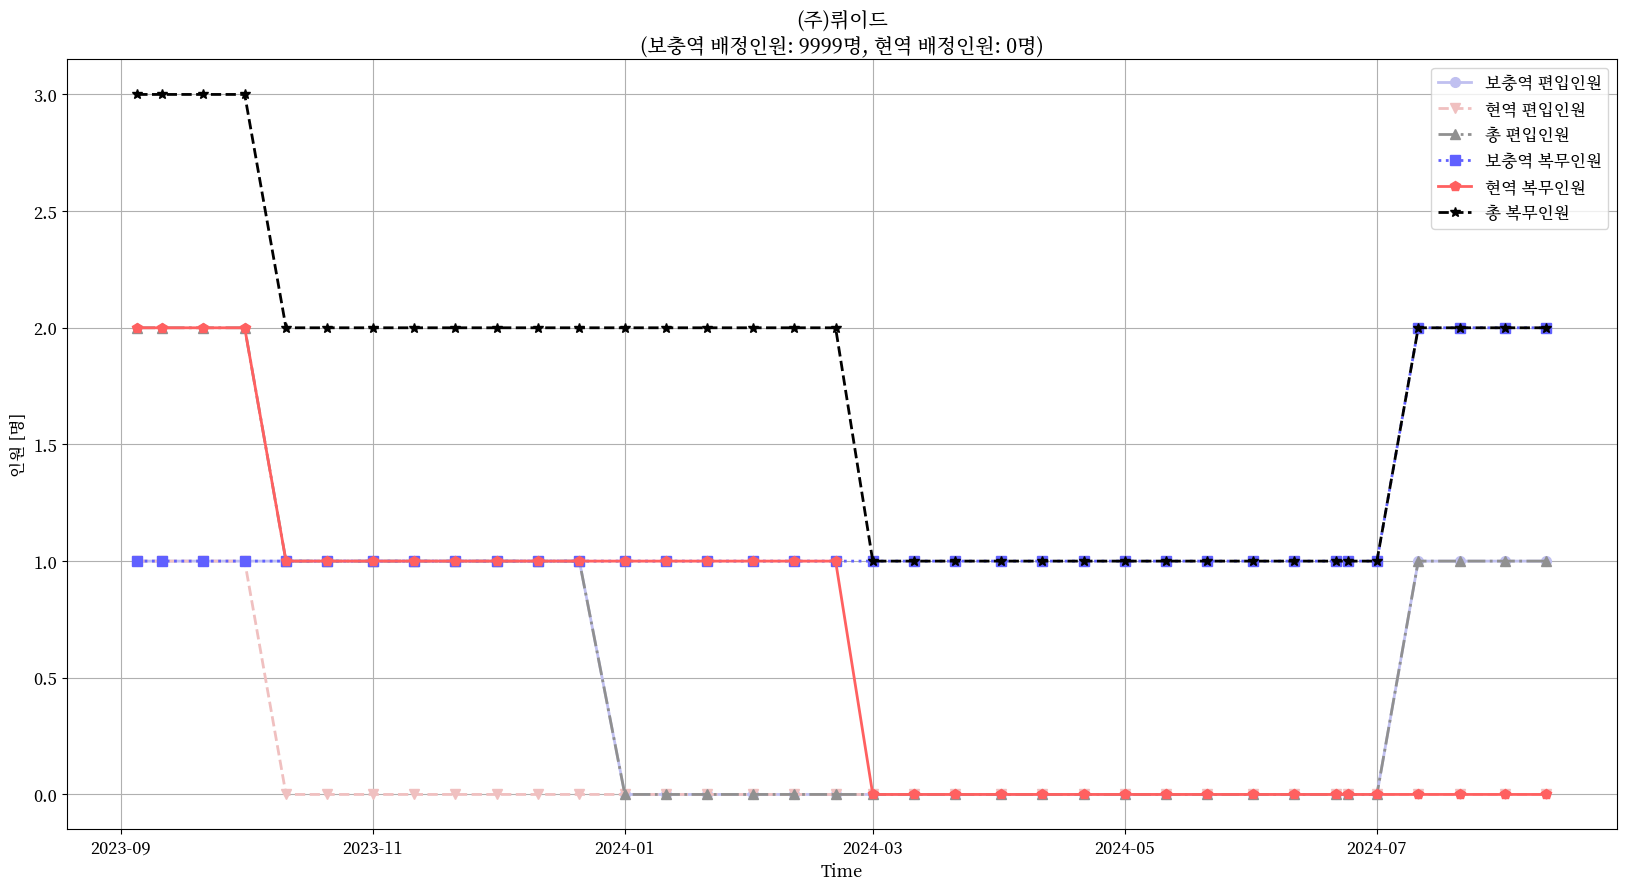 (주)뤼이드
(보충역 배정인원: 9999명, 현역 배정인원: 0명)
보충역 편입인원
현역 편입인원
총 편입인원
보충역 복무인원
현역 복무인원
총 복무인원
인원 [명]
3.0
2.5
2.0
1.5
1.0
0.5
0.0
2023-09
2023-11
2024-01
2024-03
2024-05
2024-07
Time